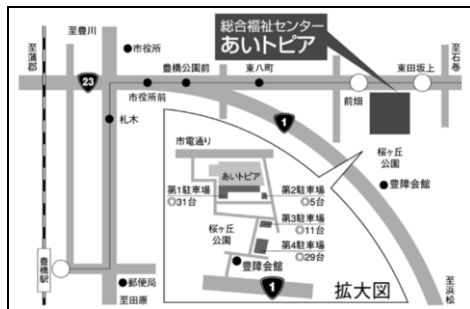 総合福祉センター
あいトピア
至豊川
至蒲郡
市役所
豊橋公園前
東八町
東田坂上
至石巻
23
市役所前
前畑
札木
1
桜ヶ丘
公園
市電通り
あいトピア
第1駐車場
◎31台
第2駐車場
◎5台
第3駐車場
◎11台
桜ヶ丘
公園
第4駐車場
◎29台
豊障会館
豊障会館
豊橋駅
郵便局
至田原
1
拡大図
至浜松